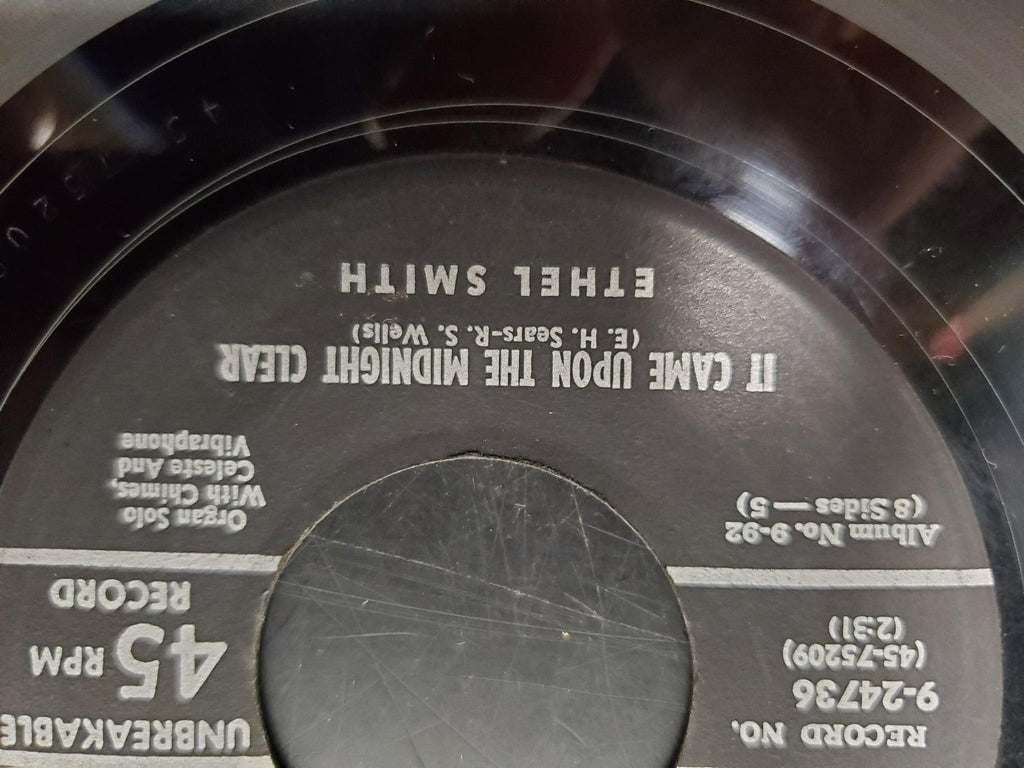 UNBREAKABLE
45 RPM
RECORD
RECORD NO.
9-24736
(45-75209)
(2:31)
Album No. 9-92
(8 Sides—5)
Organ Solo
With Chimes,
Celeste And
Vibraphone
IT CAME UPON THE MIDNIGHT CLEAR
(E. H. Sears-R. S. Wells)
ETHEL SMITH